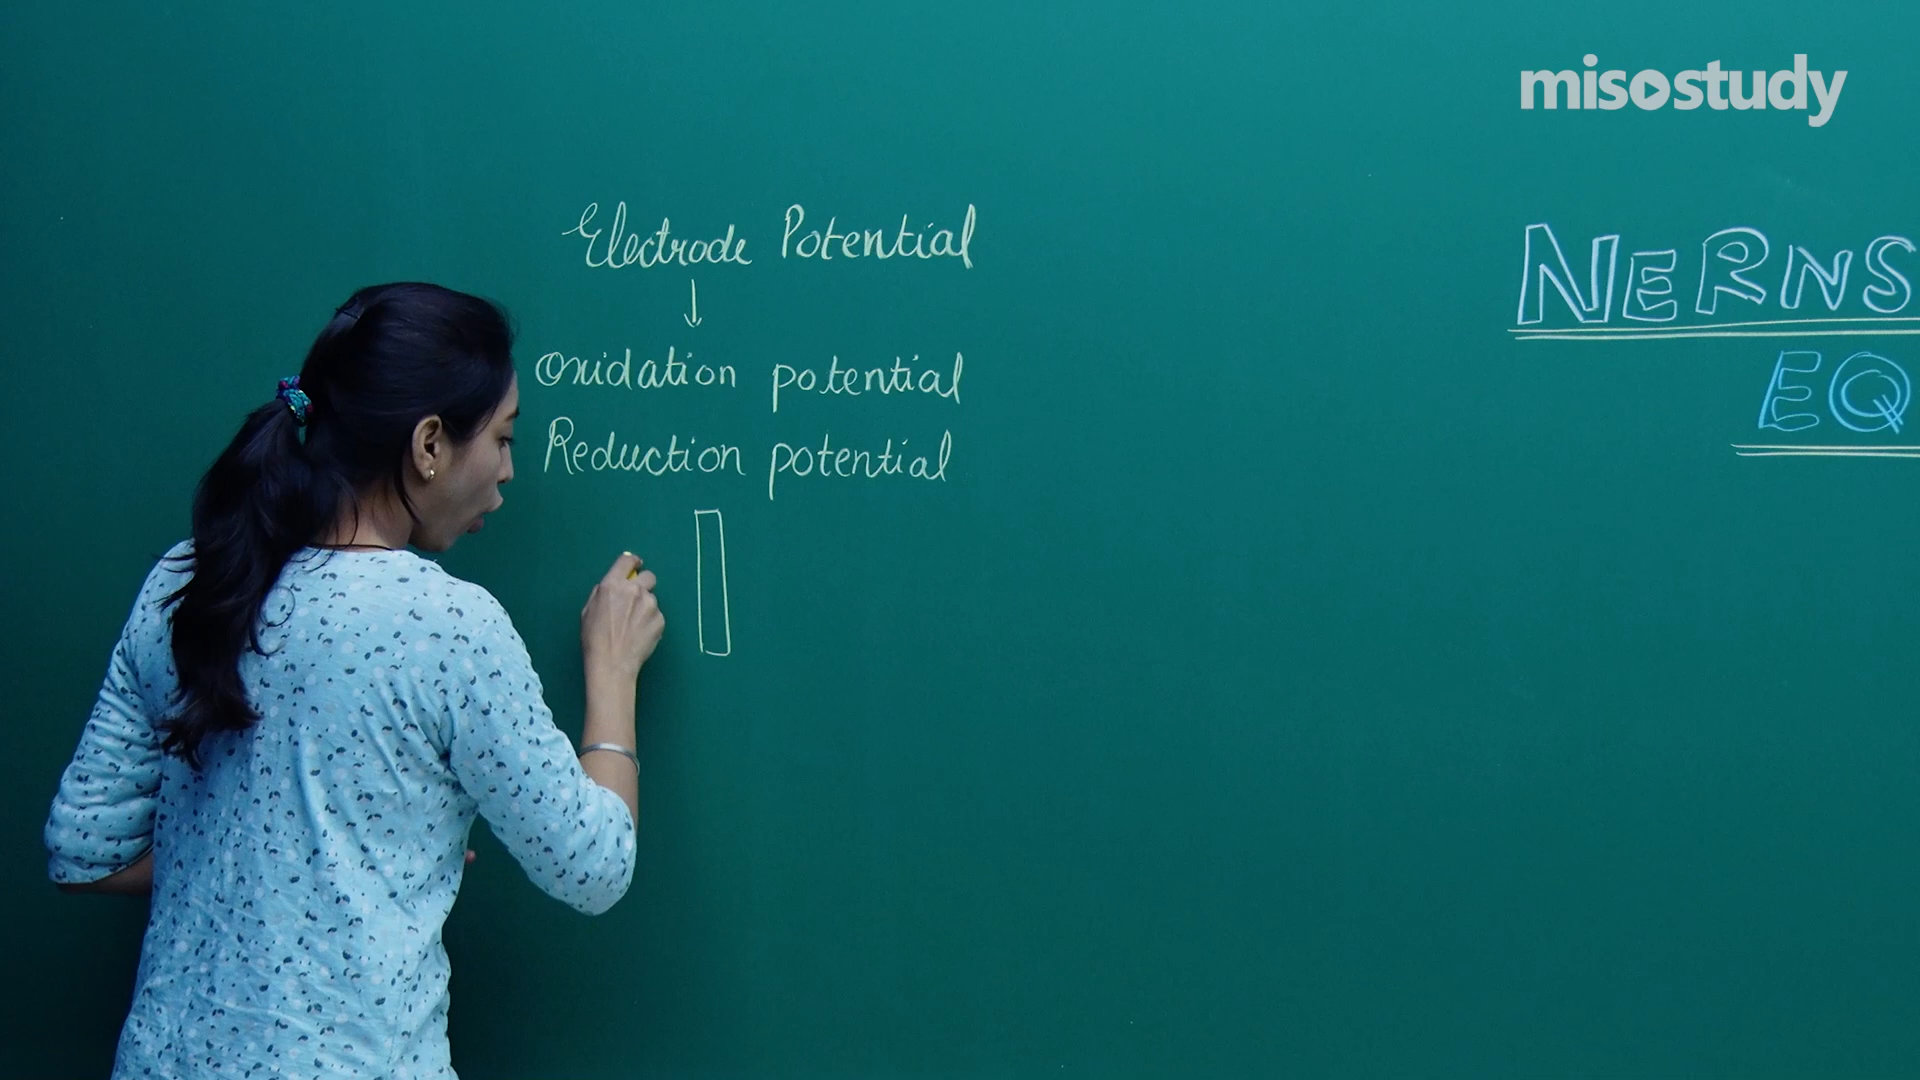 misostudy
Electrode Potential
Oxidation potential
Reduction potential
NERNS
EQ